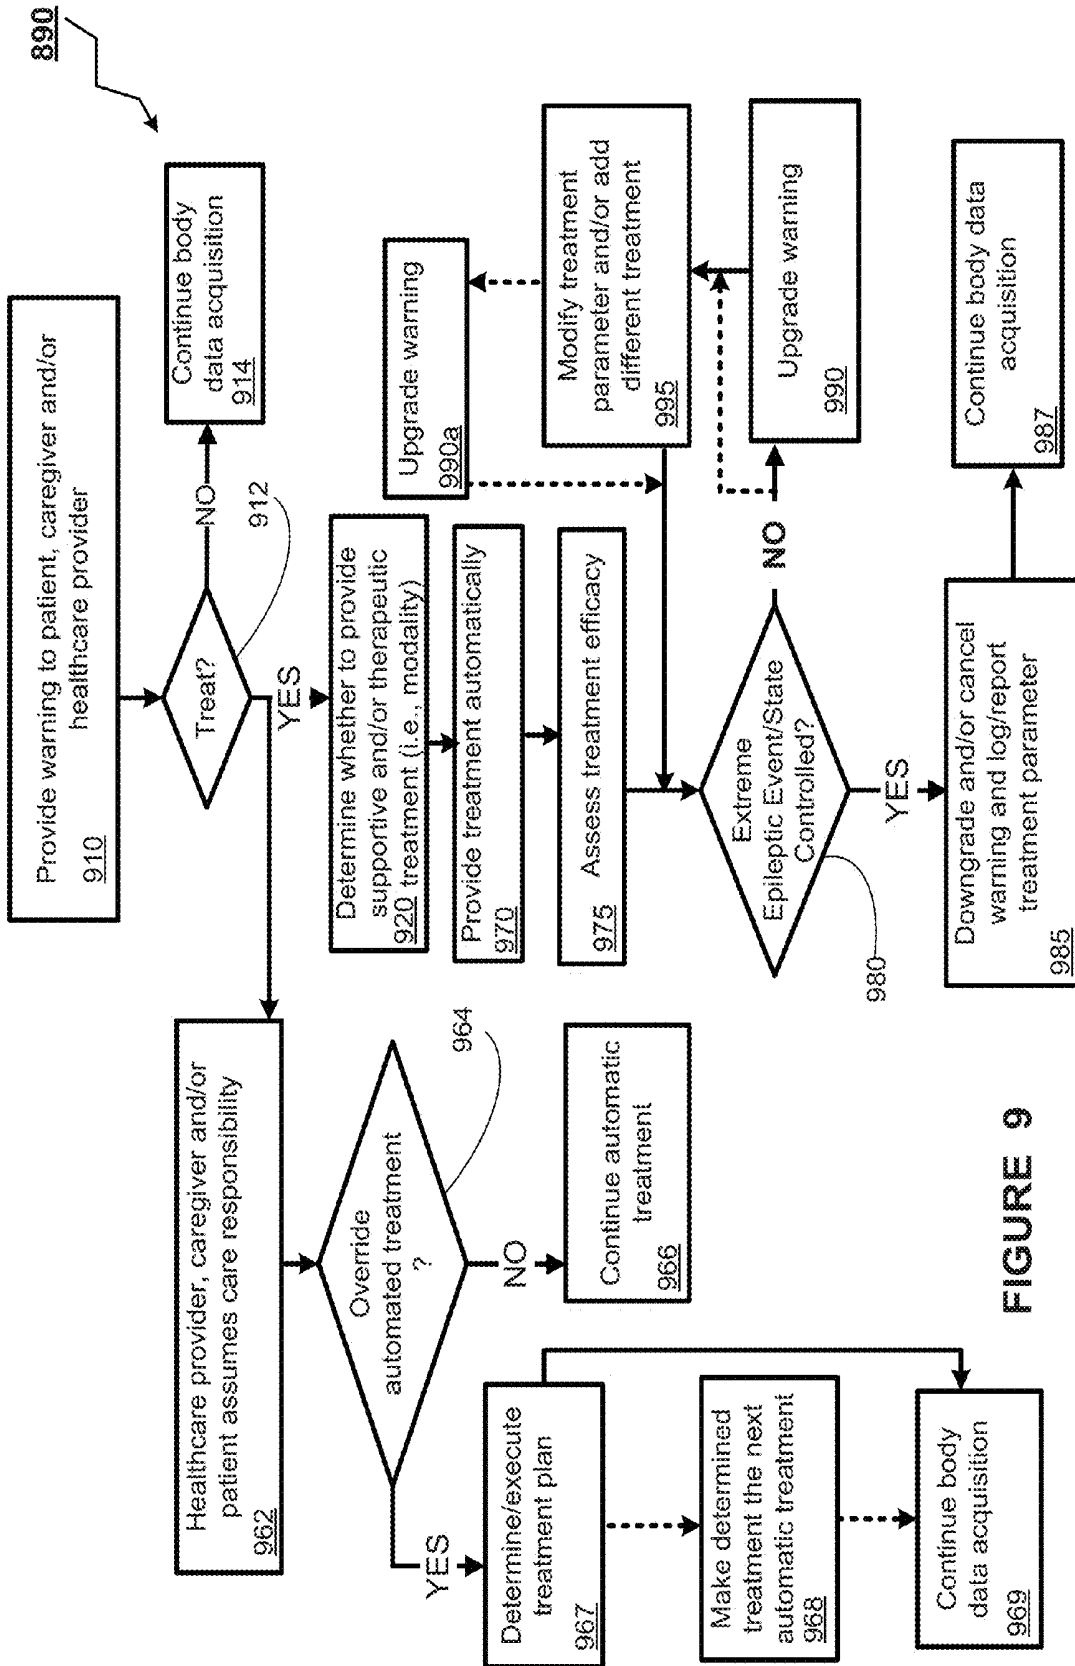 890
Provide warning to patient, caregiver and/or
healthcare provider
910
Treat?
912
NO
Continue body
data acquisition
914
YES
Healthcare provider, caregiver and/or
patient assumes care responsibility
962
Override
automated treatment
?
964
NO
Continue automatic
treatment
966
YES
Determine/execute
treatment plan
967
Make determined
treatment the next
automatic treatment
968
Continue body
data acquisition
969
Determine whether to provide
supportive and/or therapeutic
920 treatment (i.e., modality)
Provide treatment automatically
970
Assess treatment efficacy
975
Extreme
Epileptic Event/State
Controlled?
980
NO
Upgrade warning
990
Modify treatment
parameter and/or add
different treatment
995
Upgrade warning
990a
YES
Downgrade and/or cancel
warning and log/report
treatment parameter
985
Continue body data
acquisition
987
FIGURE 9